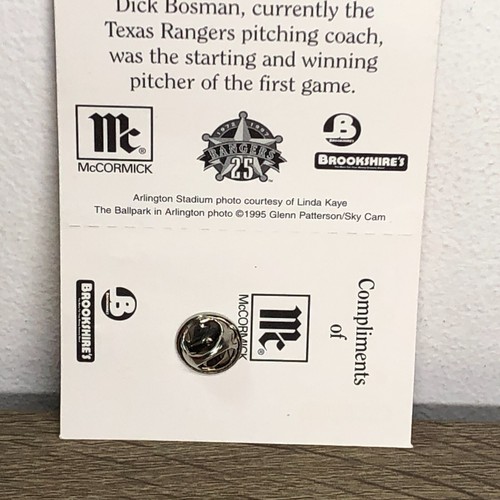 Dick Bosman, currently the
Texas Rangers pitching coach,
was the starting and winning
pitcher of the first game.
Mc®
McCORMICK
1972 1997
RANGERS
25
™
B
BROOKSHIRE'S
Arlington Stadium photo courtesy of Linda Kaye
The Ballpark in Arlington photo ©1995 Glenn Patterson/Sky Cam
Compliments
of
Mc®
McCORMICK
B
BROOKSHIRE'S